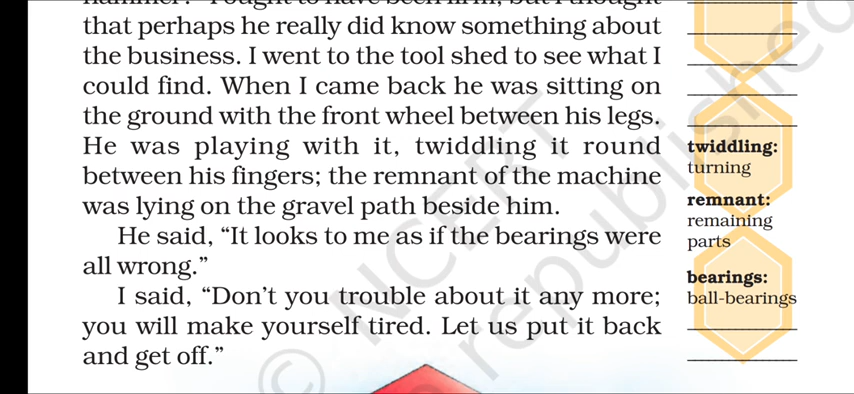 that perhaps he really did know something about
the business. I went to the tool shed to see what I
could find. When I came back he was sitting on
the ground with the front wheel between his legs.
He was playing with it, twiddling it round
between his fingers; the remnant of the machine
was lying on the gravel path beside him.
He said, “It looks to me as if the bearings were
all wrong.”
I said, “Don’t you trouble about it any more;
you will make yourself tired. Let us put it back
and get off.”
twiddling:
turning
remnant:
remaining
parts
bearings:
ball-bearings
© NCERT
republished